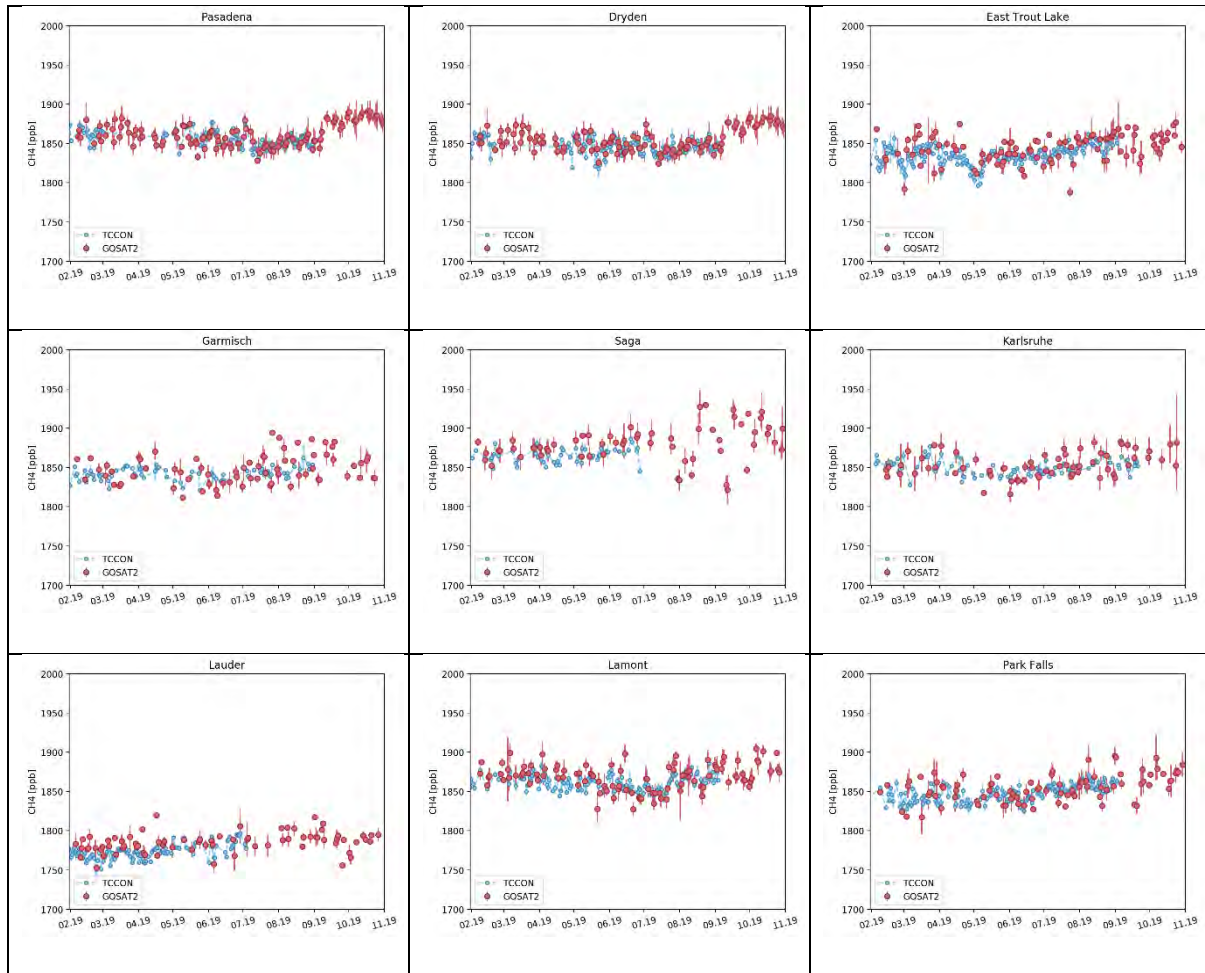 Pasadena
2000
1950
1900
1850
1800
1750
1700
CH4 [ppb]
TCCON
GOSAT2
02.19 03.19 04.19 05.19 06.19 07.19 08.19 09.19 10.19 11.19
Dryden
2000
1950
1900
1850
1800
1750
1700
CH4 [ppb]
TCCON
GOSAT2
02.19 03.19 04.19 05.19 06.19 07.19 08.19 09.19 10.19 11.19
East Trout Lake
2000
1950
1900
1850
1800
1750
1700
CH4 [ppb]
TCCON
GOSAT2
02.19 03.19 04.19 05.19 06.19 07.19 08.19 09.19 10.19 11.19
Garmisch
2000
1950
1900
1850
1800
1750
1700
CH4 [ppb]
TCCON
GOSAT2
02.19 03.19 04.19 05.19 06.19 07.19 08.19 09.19 10.19 11.19
Saga
2000
1950
1900
1850
1800
1750
1700
CH4 [ppb]
TCCON
GOSAT2
02.19 03.19 04.19 05.19 06.19 07.19 08.19 09.19 10.19 11.19
Karlsruhe
2000
1950
1900
1850
1800
1750
1700
CH4 [ppb]
TCCON
GOSAT2
02.19 03.19 04.19 05.19 06.19 07.19 08.19 09.19 10.19 11.19
Lauder
2000
1950
1900
1850
1800
1750
1700
CH4 [ppb]
TCCON
GOSAT2
02.19 03.19 04.19 05.19 06.19 07.19 08.19 09.19 10.19 11.19
Lamont
2000
1950
1900
1850
1800
1750
1700
CH4 [ppb]
TCCON
GOSAT2
02.19 03.19 04.19 05.19 06.19 07.19 08.19 09.19 10.19 11.19
Park Falls
2000
1950
1900
1850
1800
1750
1700
CH4 [ppb]
TCCON
GOSAT2
02.19 03.19 04.19 05.19 06.19 07.19 08.19 09.19 10.19 11.19